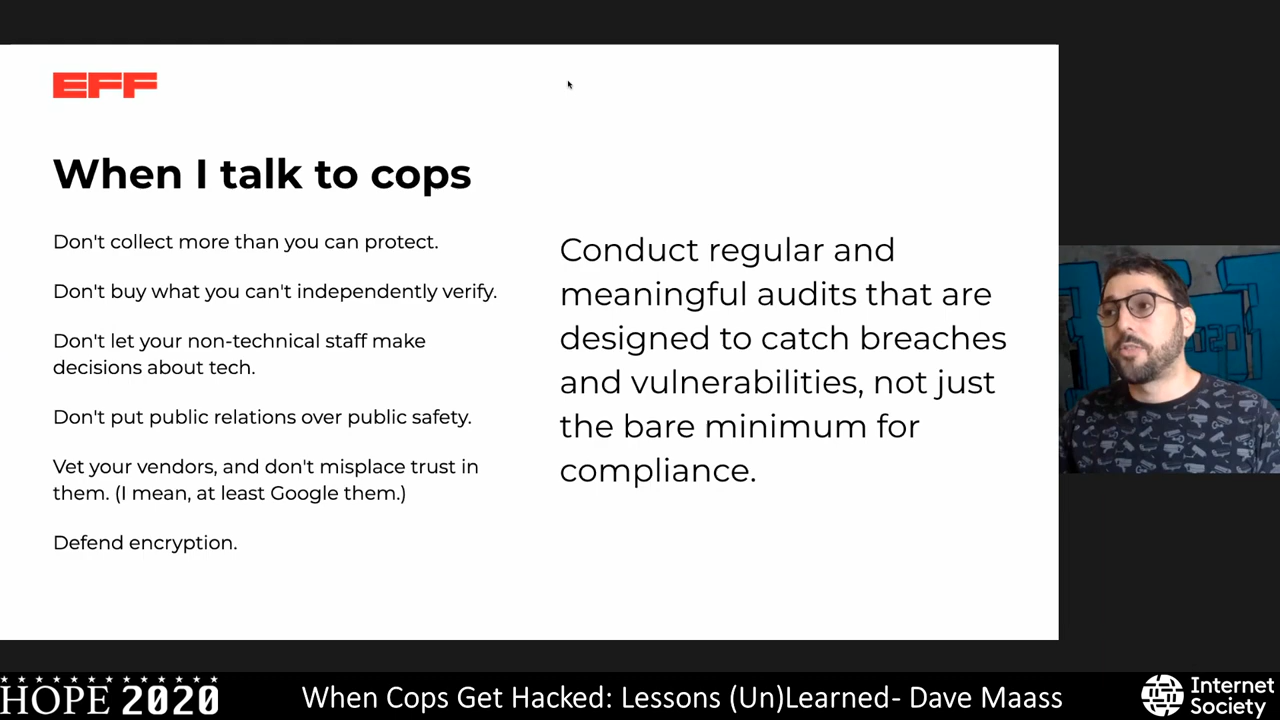 EFF
When I talk to cops
Don't collect more than you can protect.
Don't buy what you can't independently verify.
Don't let your non-technical staff make
decisions about tech.
Don't put public relations over public safety.
Vet your vendors, and don't misplace trust in
them. (I mean, at least Google them.)
Defend encryption.
Conduct regular and
meaningful audits that are
designed to catch breaches
and vulnerabilities, not just
the bare minimum for
compliance.
HOPE 2020
When Cops Get Hacked: Lessons (Un)Learned- Dave Maass
Internet
Society